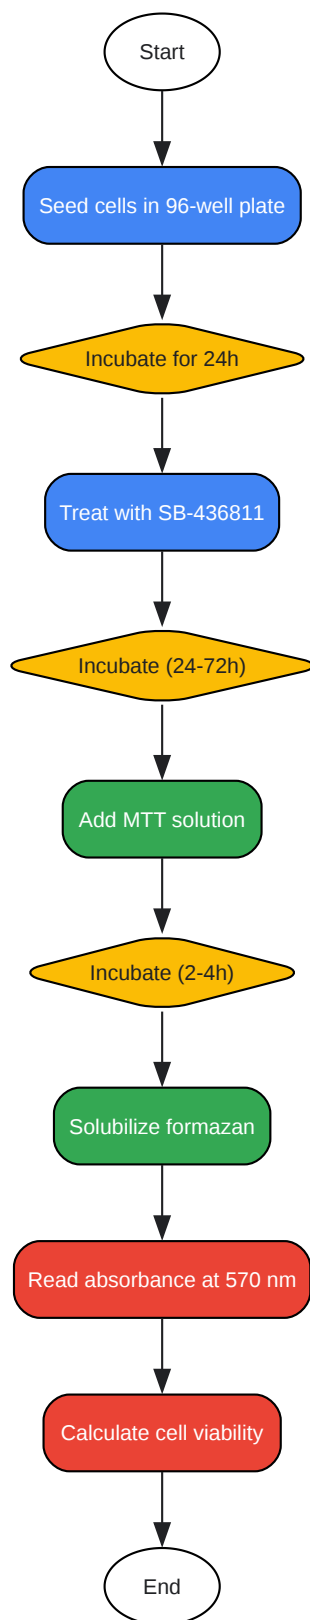 Start
Seed cells in 96-well plate
Incubate for 24h
Treat with SB-436811
Incubate (24-72h)
Add MTT solution
Incubate (2-4h)
Solubilize formazan
Read absorbance at 570 nm
Calculate cell viability
End